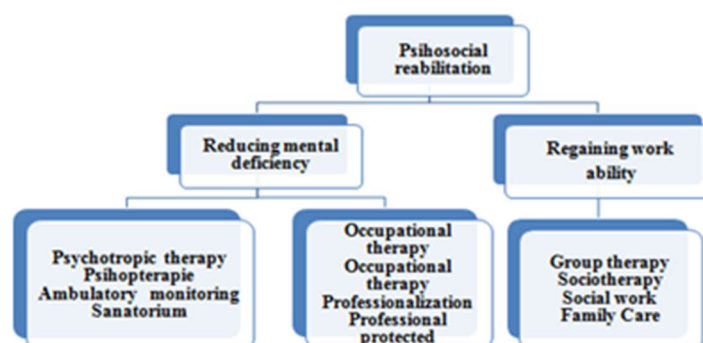 Psihosocial
reabilitation
Reducing mental
deficiency
Regaining work
ability
Psychotropic therapy
Psihopterapie
Ambulatory monitoring
Sanatorium
Occupational
therapy
Occupational
therapy
Professionalization
Professional
protected
Group therapy
Sociotherapy
Social work
Family Care